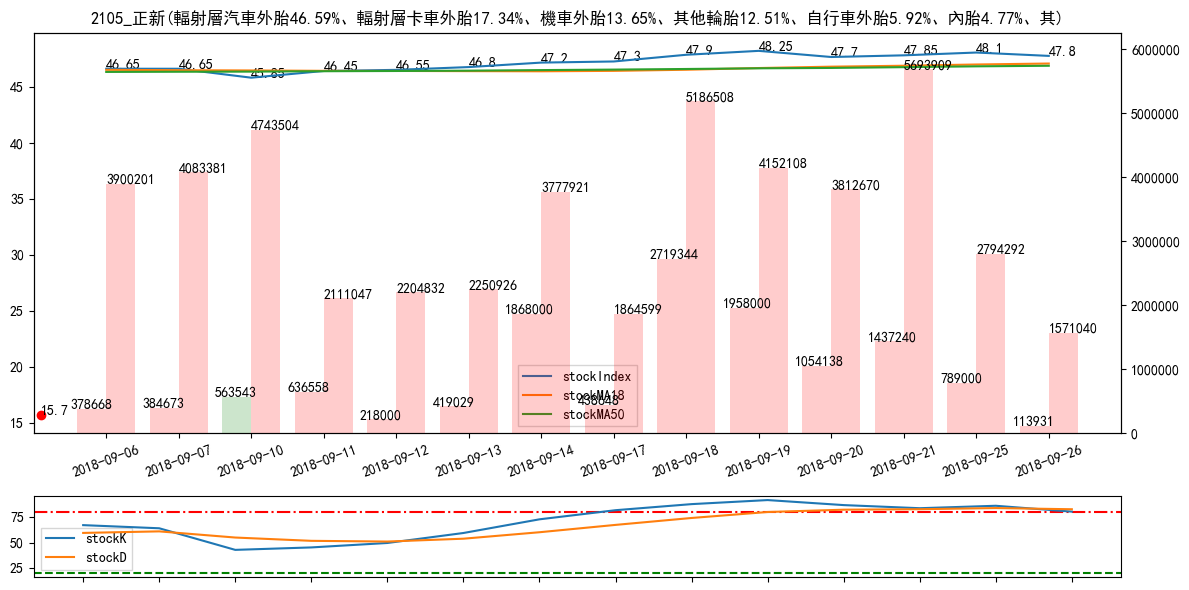 2105_正新(輻射層汽車外胎46.59%、輻射層卡車外胎17.34%、機車外胎13.65%、其他輪胎12.51%、自行車外胎5.92%、內胎4.77%、其)
46.65 46.65 45.85 46.45 46.55 46.8 47.2 47.3 47.9 48.25 47.7 47.85 48.1 47.8
45 40 35 30 25 20 15
6000000 5000000 4000000 3000000 2000000 1000000 0
3900201 4083381 4743504 2111047 2204832 2250926 3777921 1864599 5186508 4152108 3812670 5693909 2794292 1571040
378668 384673 563543 636558 218000 419029 1868000 438648 2719344 1958000 1054138 1437240 789000 113931
15.7
stockIndex
stockMA18
stockMA50
2018-09-06 2018-09-07 2018-09-10 2018-09-11 2018-09-12 2018-09-13 2018-09-14 2018-09-17 2018-09-18 2018-09-19 2018-09-20 2018-09-21 2018-09-25 2018-09-26
75 50 25
stockK
stockD